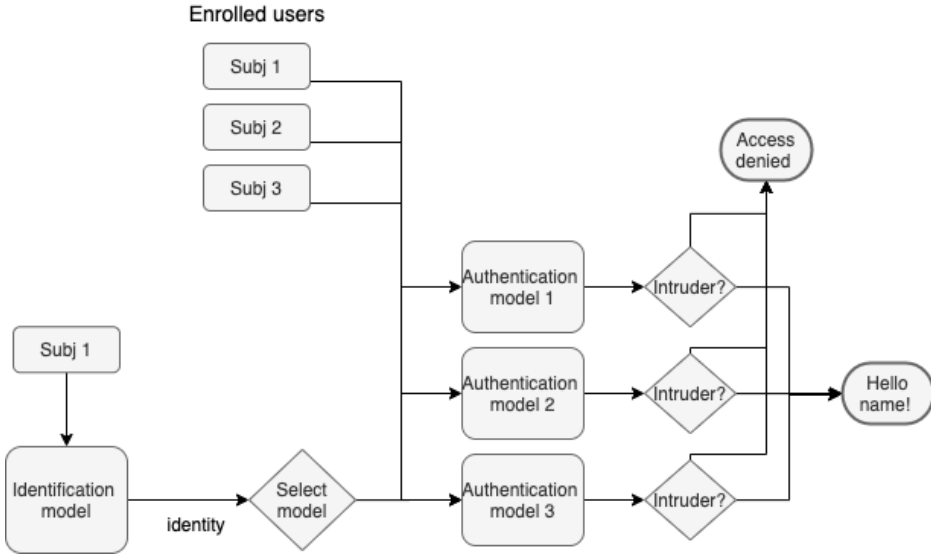 Enrolled users
Subj 1
Subj 2
Subj 3
Access
denied
Authentication
model 1
Intruder?
Subj 1
Authentication
model 2
Intruder?
Hello
name!
Identification
model
identity
Select
model
Authentication
model 3
Intruder?